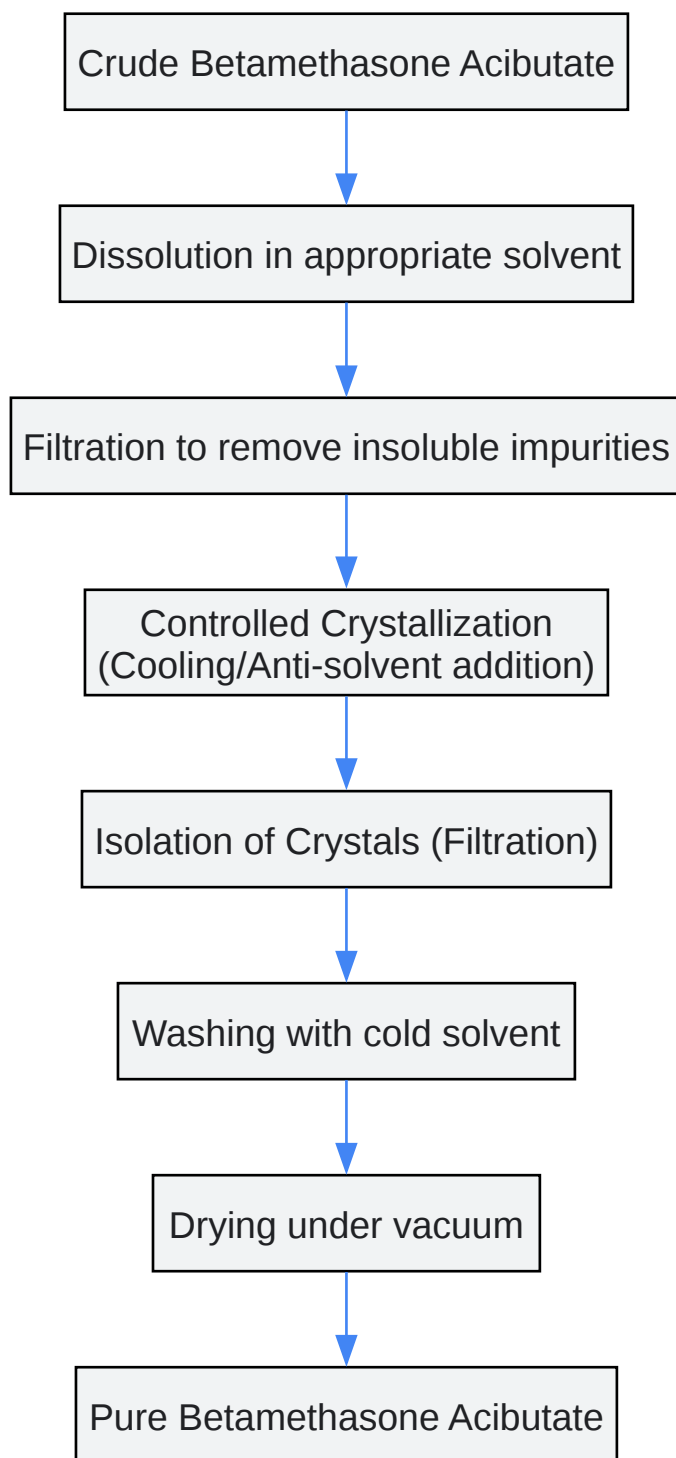 Crude Betamethasone Acibutate
Dissolution in appropriate solvent
Filtration to remove insoluble impurities
Controlled Crystallization
(Cooling/Anti-solvent addition)
Isolation of Crystals (Filtration)
Washing with cold solvent
Drying under vacuum
Pure Betamethasone Acibutate